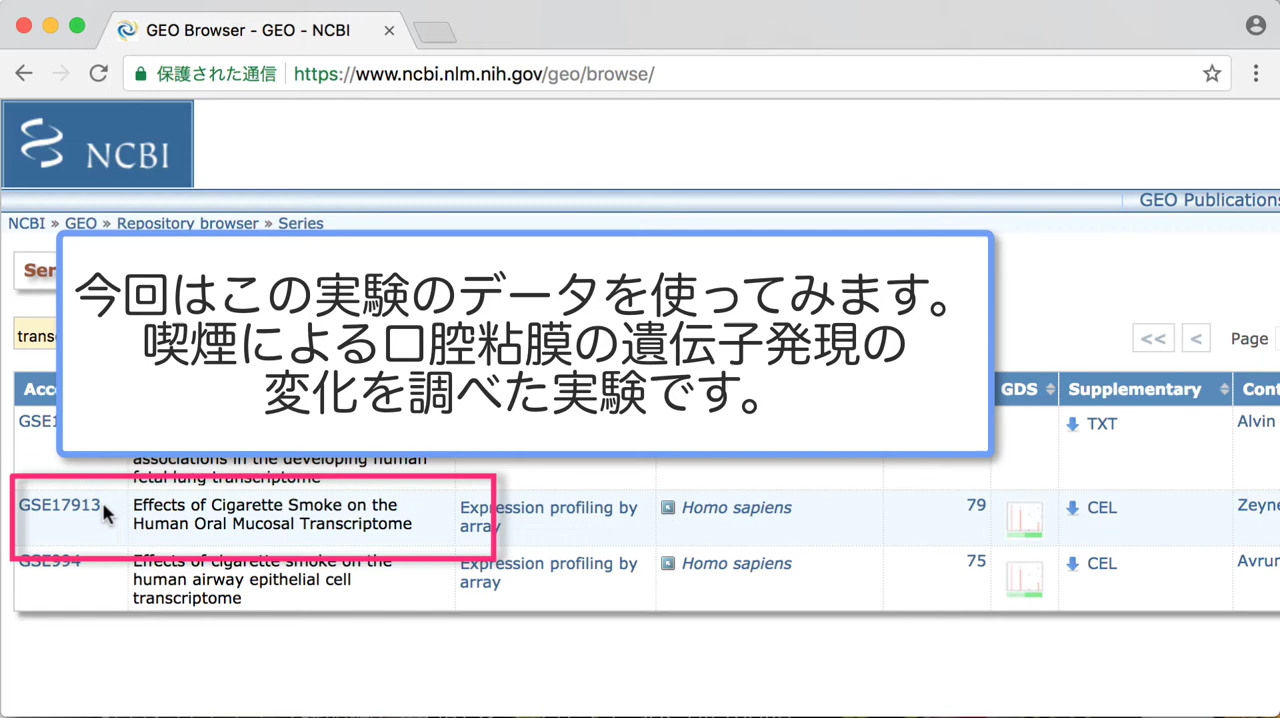 GEO Browser - GEO - NCBI
保護された通信 https://www.ncbi.nlm.nih.gov/geo/browse/
NCBI
GEO Publications
NCBI » GEO » Repository browser » Series
今回はこの実験のデータを使ってみます。
喫煙による口腔粘膜の遺伝子発現の
変化を調べた実験です。
<< < Page
GDS Supplementary
TXT Alvin
associations in the developing human
fetal lung transcriptome
GSE17913 Effects of Cigarette Smoke on the Expression profiling by Homo sapiens 79 CEL
Human Oral Mucosal Transcriptome array
GSE994 Effects of cigarette smoke on the Expression profiling by Homo sapiens 75 CEL
human airway epithelial cell array
transcriptome